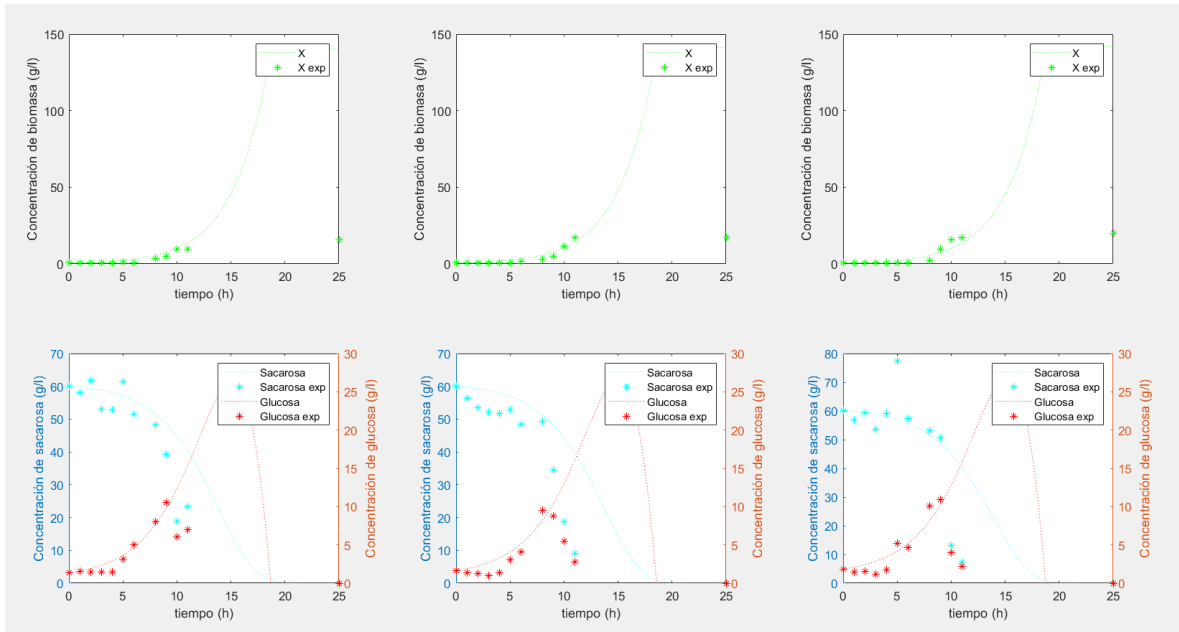 150
100
50
0
Concentración de biomasa (g/l)
X
X exp
0 5 10 15 20 25
tiempo (h)
150
100
50
0
Concentración de biomasa (g/l)
X
X exp
0 5 10 15 20 25
tiempo (h)
150
100
50
0
Concentración de biomasa (g/l)
X
X exp
0 5 10 15 20 25
tiempo (h)
70
60
50
40
30
20
10
0
Concentración de sacarosa (g/l)
Sacarosa
Sacarosa exp
Glucosa
Glucosa exp
30
25
20
15
10
5
0
Concentración de glucosa (g/l)
0 5 10 15 20 25
tiempo (h)
70
60
50
40
30
20
10
0
Concentración de sacarosa (g/l)
Sacarosa
Sacarosa exp
Glucosa
Glucosa exp
30
25
20
15
10
5
0
Concentración de glucosa (g/l)
0 5 10 15 20 25
tiempo (h)
80
70
60
50
40
30
20
10
0
Concentración de sacarosa (g/l)
Sacarosa
Sacarosa exp
Glucosa
Glucosa exp
30
25
20
15
10
5
0
Concentración de glucosa (g/l)
0 5 10 15 20 25
tiempo (h)